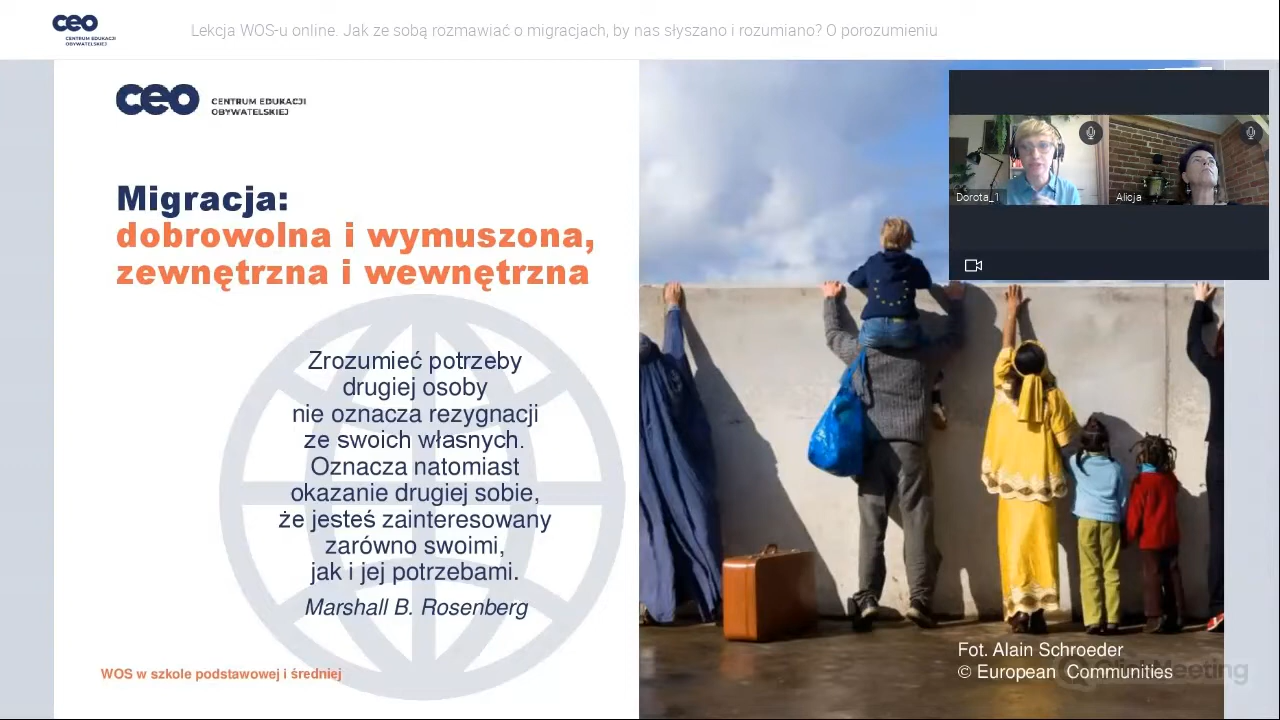 ceo
CENTRUM EDUKACJI
OBYWATELSKIEJ
Lekcja WOS-u online. Jak ze sobą rozmawiać o migracjach, by nas słyszano i rozumiano? O porozumieniu
ceo
CENTRUM EDUKACJI
OBYWATELSKIEJ
Migracja:
dobrowolna i wymuszona,
zewnętrzna i wewnętrzna
Zrozumieć potrzeby
drugiej osoby
nie oznacza rezygnacji
ze swoich własnych.
Oznacza natomiast
okazanie drugiej sobie,
że jesteś zainteresowany
zarówno swoimi,
jak i jej potrzebami.
Marshall B. Rosenberg
WOS w szkole podstawowej i średniej
Dorota_1
Alicja
Fot. Alain Schroeder
© European Communities
ClickMeeting